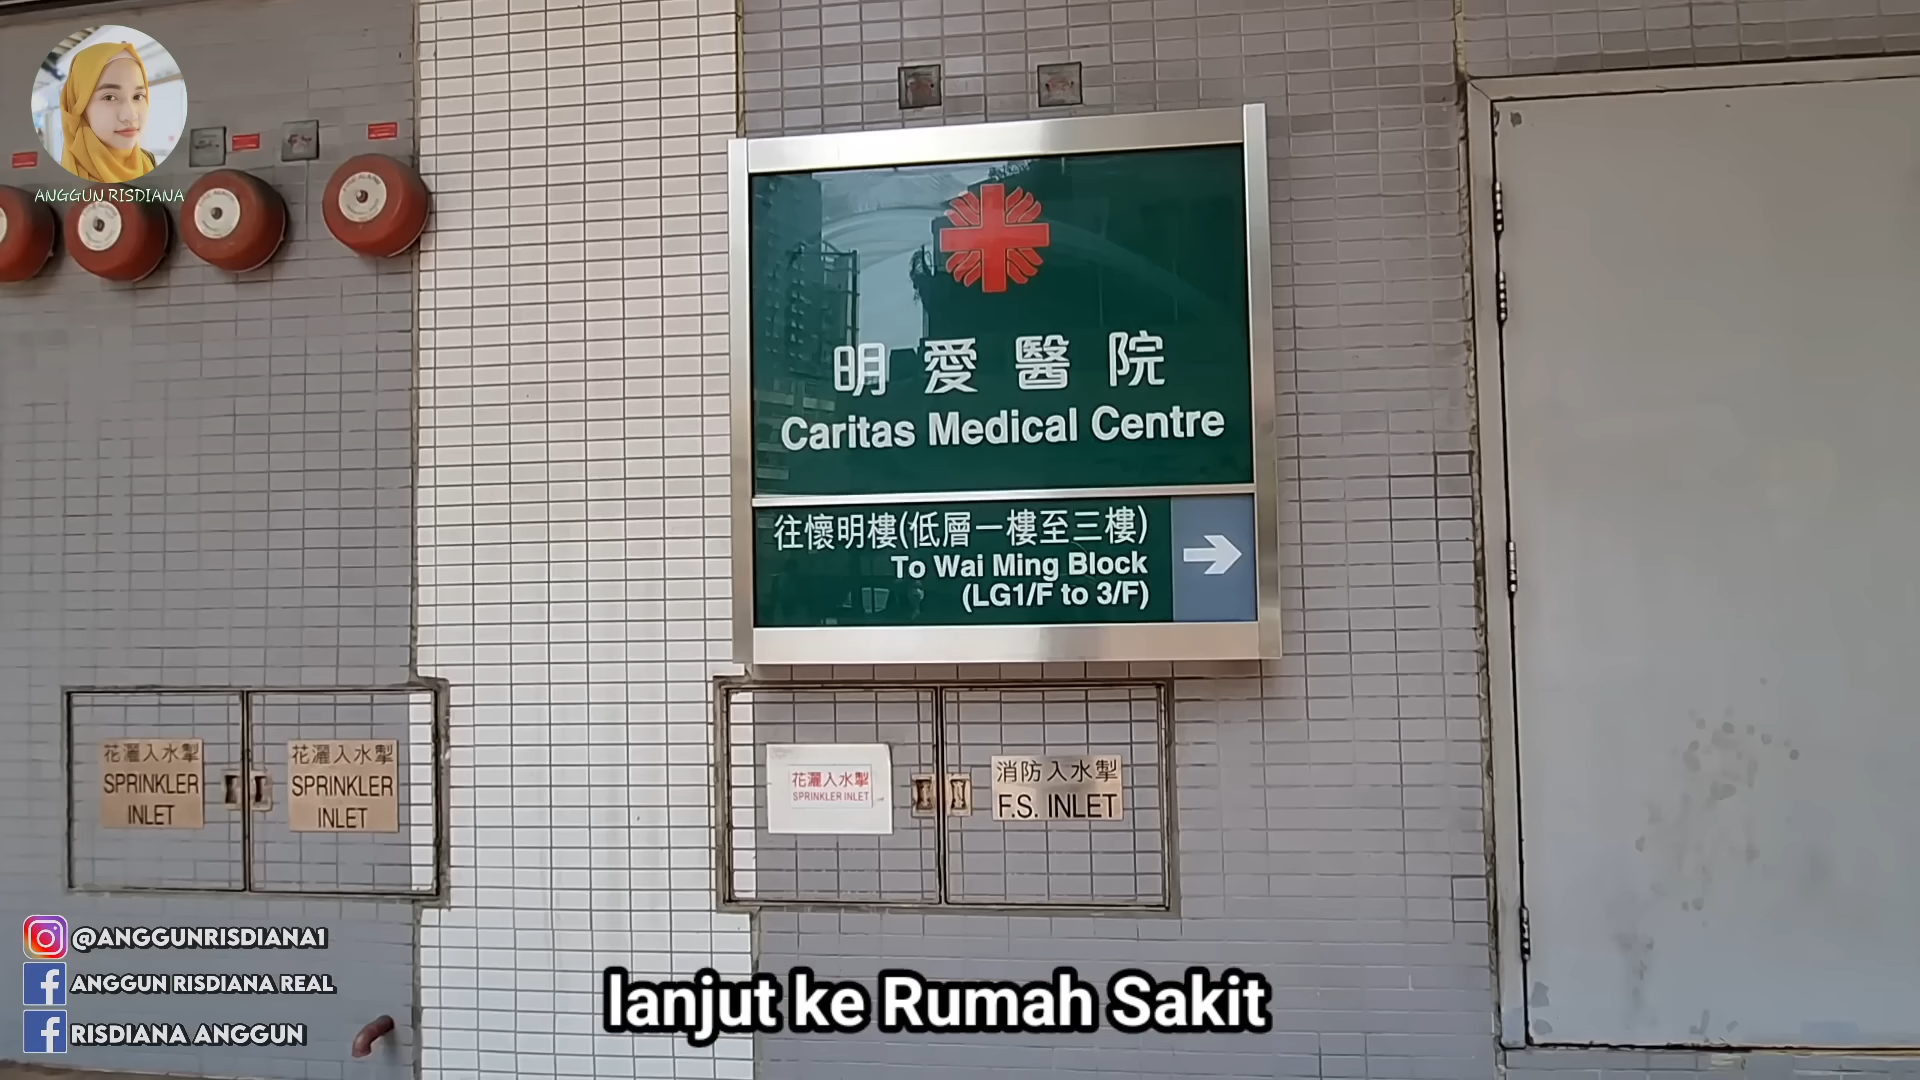 ANGGUN RISDIANA
明愛醫院
Caritas Medical Centre
往懷明樓(低層一樓至三樓)
To Wai Ming Block
(LG1/F to 3/F)
花灑入水掣
SPRINKLER
INLET
花灑入水掣
SPRINKLER
INLET
花灑入水掣
SPRINKLER INLET
消防入水掣
F.S. INLET
@ANGGUNRISDIANA1
ANGGUN RISDIANA REAL
RISDIANA ANGGUN
lanjut ke Rumah Sakit